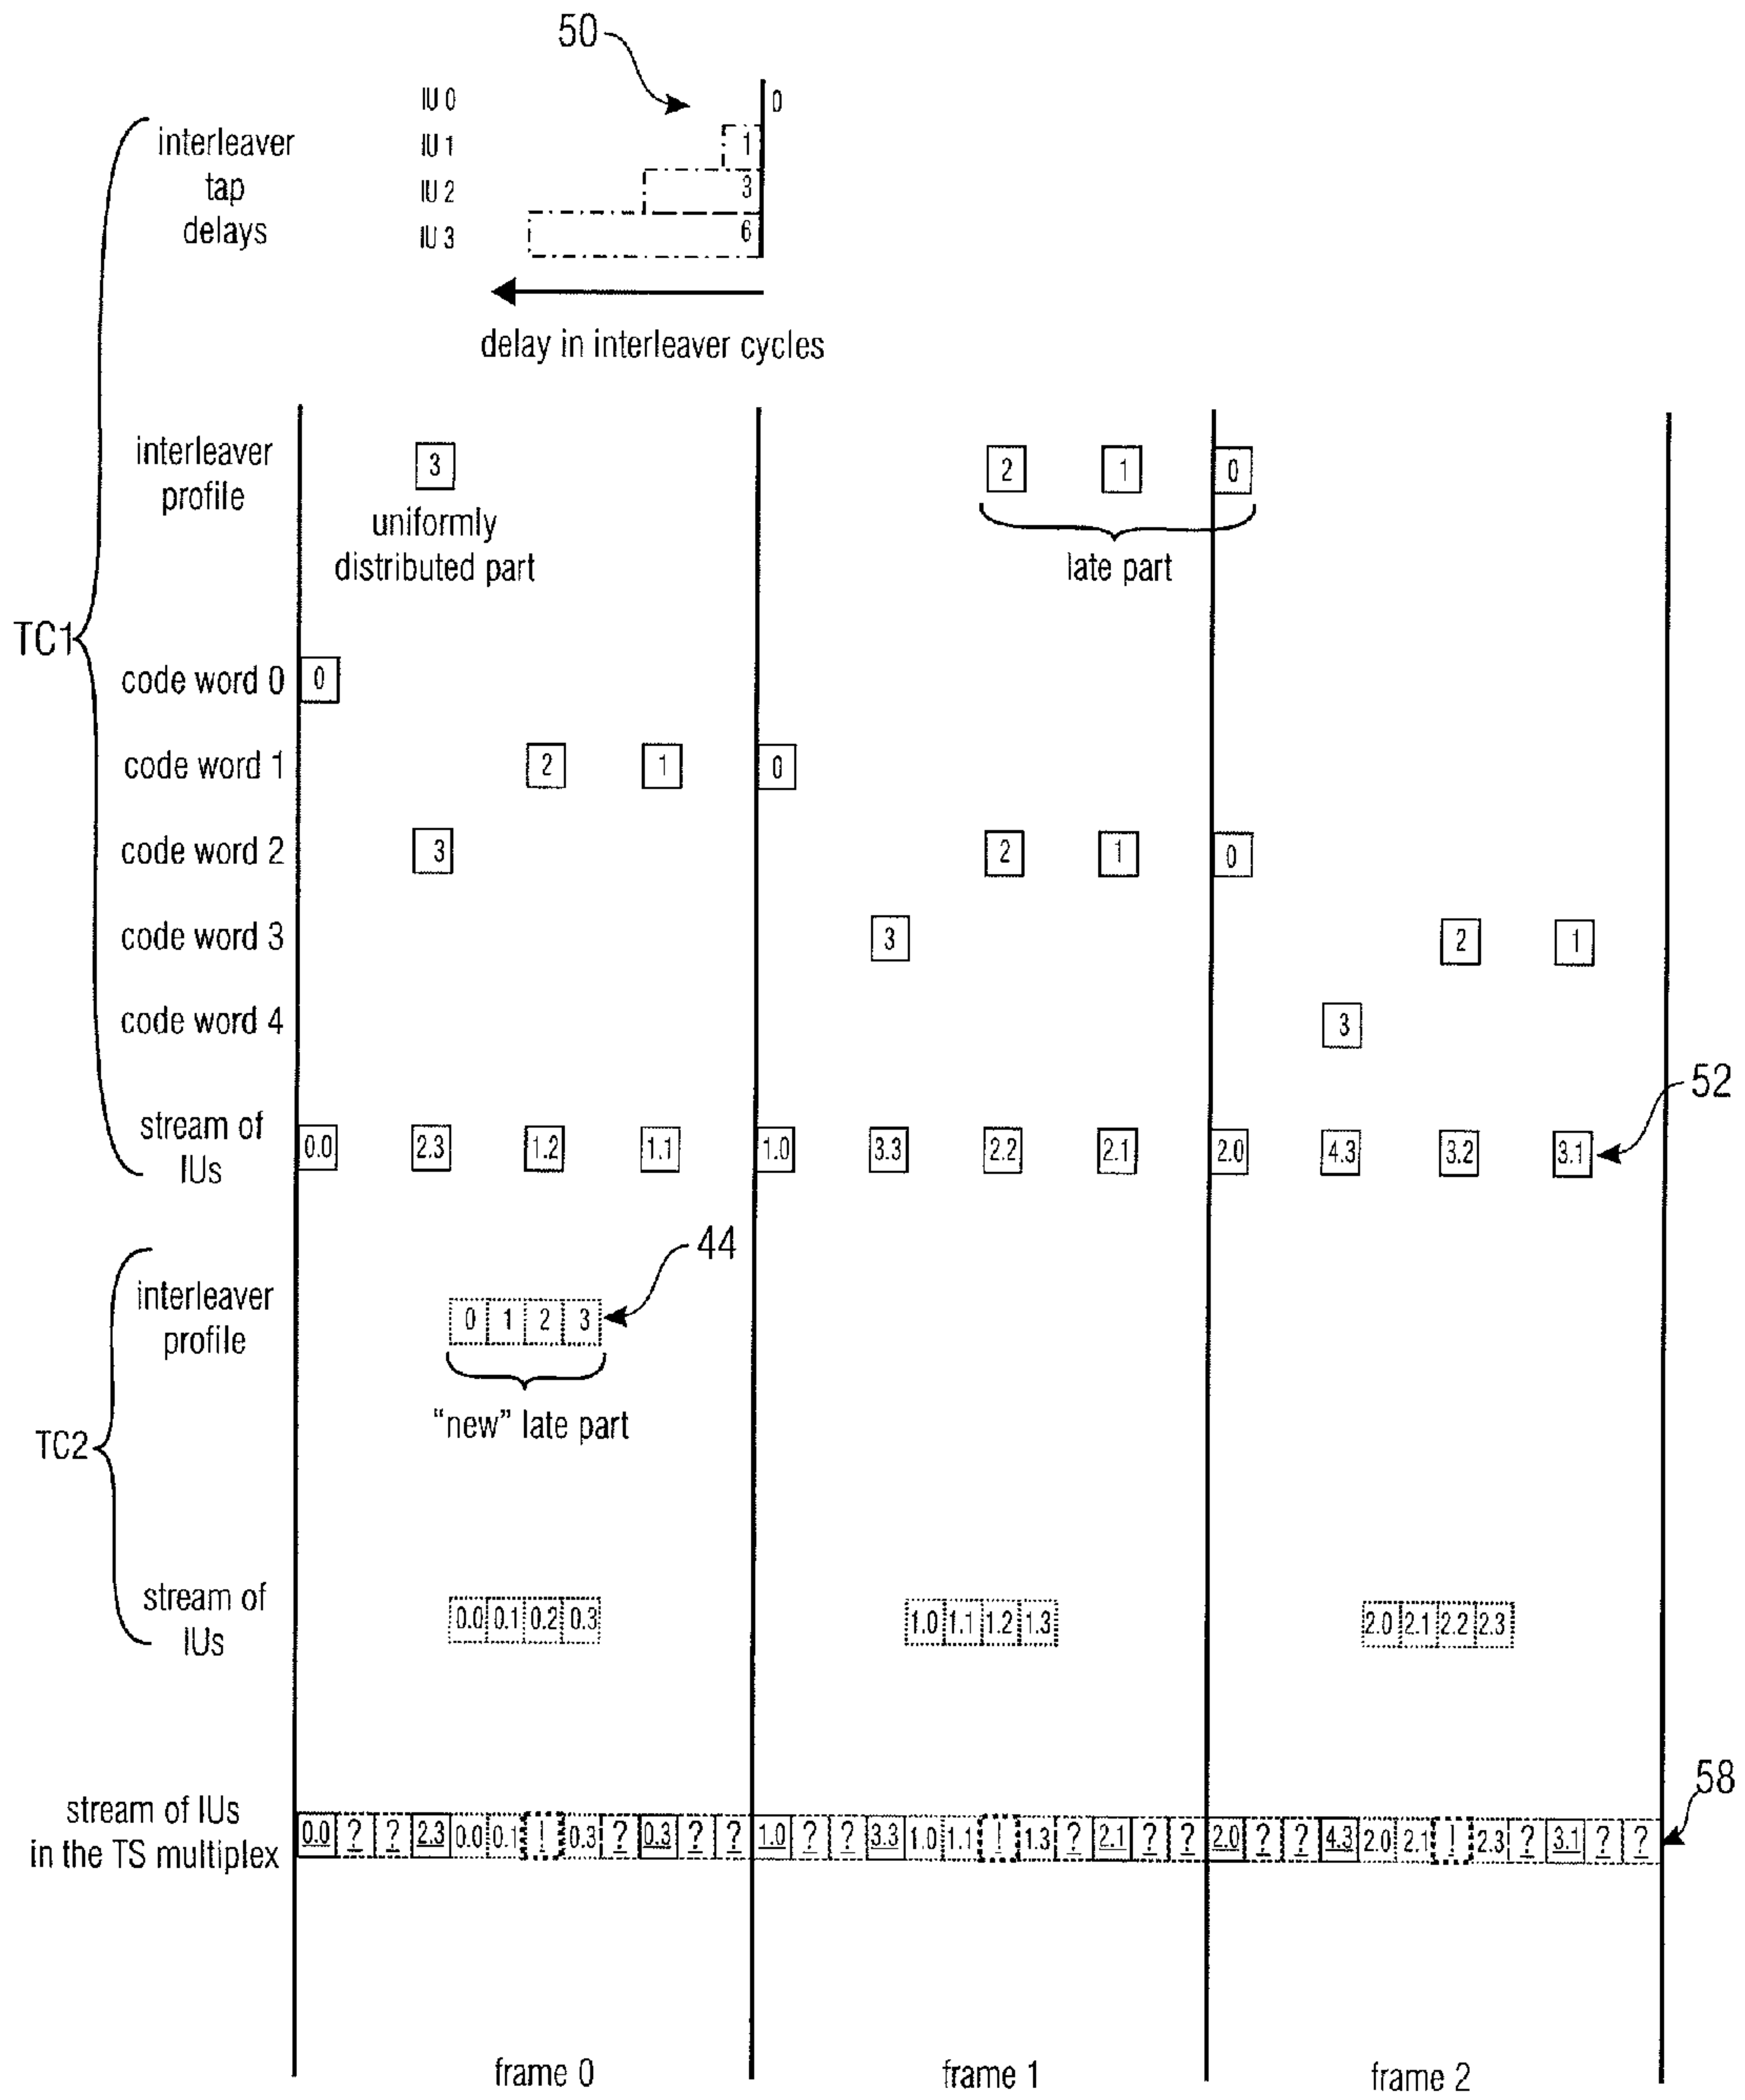 50
IU 0 0
interleaver
tap
delays
IU 1 1
IU 2 3
IU 3 6
delay in interleaver cycles
TC1
interleaver
profile
3 2 1 0
uniformly
distributed part
late part
code word 0 0
code word 1 2 1 0
code word 2 3 2 1 0
code word 3 3 2 1
code word 4 3
52
stream of
IUs
0.0 2.3 1.2 1.1 1.0 3.3 2.2 2.1 2.0 4.3 3.2 3.1
44
TC2
interleaver
profile
0 1 2 3
"new" late part
stream of
IUs
0.0 0.1 0.2 0.3 1.0 1.1 1.2 1.3 2.0 2.1 2.2 2.3
58
stream of IUs
in the TS multiplex
0.0 ? ? 2.3 0.0 0.1 ! 0.3 ? 0.3 ? ? 1.0 ? ? 3.3 1.0 1.1 ! 1.3 ? 2.1 ? ? 2.0 ? ? 4.3 2.0 2.1 ! 2.3 ? 3.1 ? ?
frame 0 frame 1 frame 2